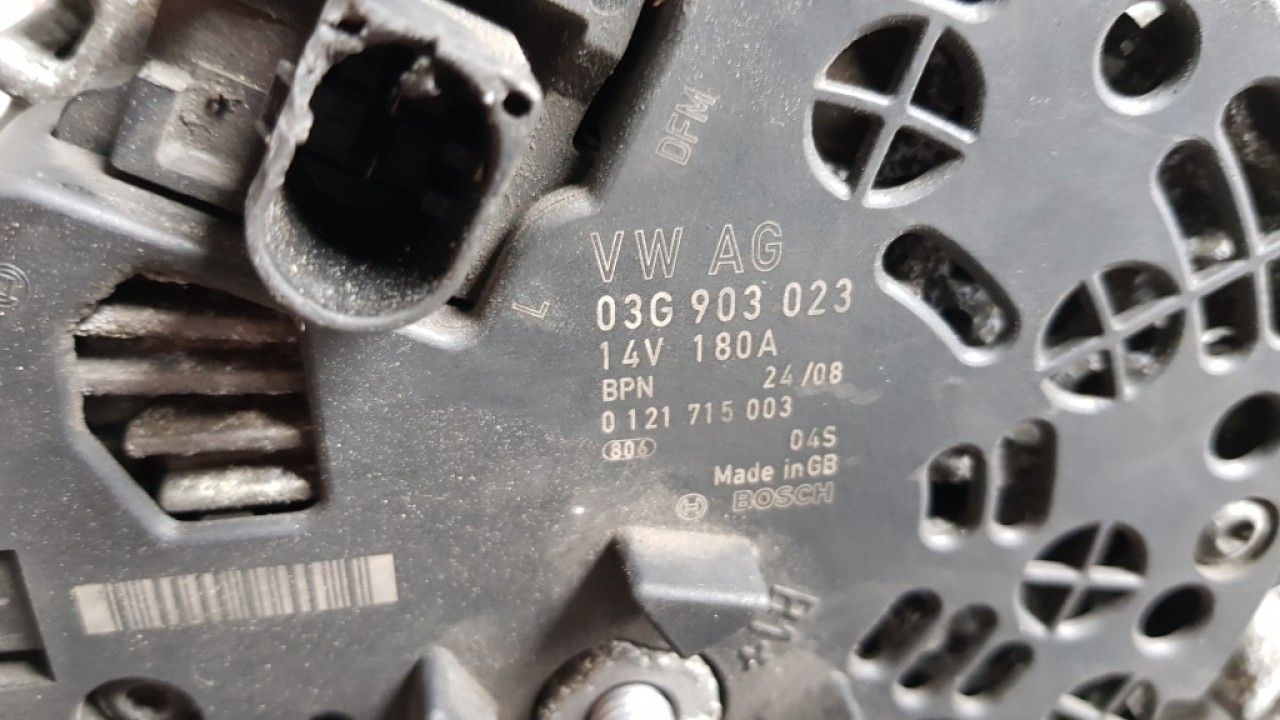 DFM
L
VW AG
03G 903 023
14V 180A
BPN 24/08
0 121 715 003
806 04S
Made in GB
BOSCH
B+